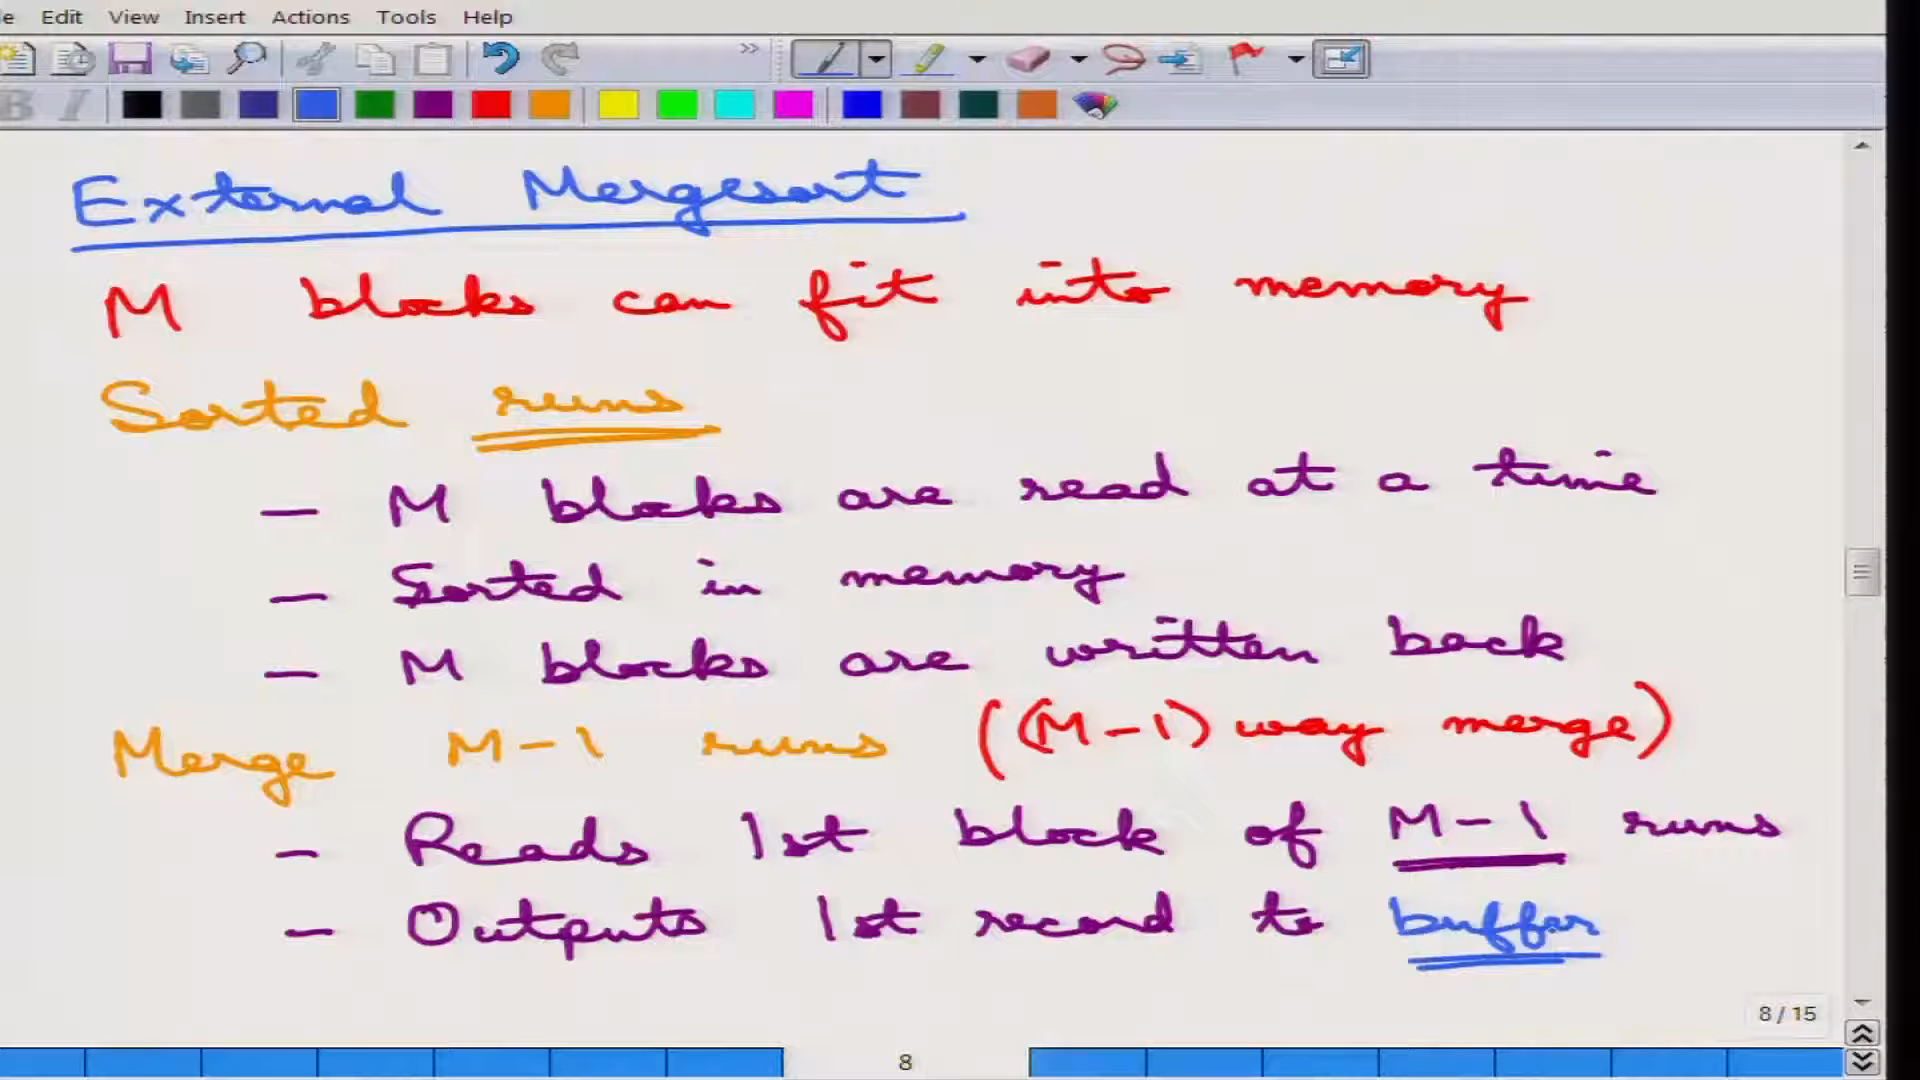 Edit View Insert Actions Tools Help
B I
External Mergesort
M blocks can fit into memory
Sorted runs
– M blocks are read at a time
– Sorted in memory
– M blocks are written back
Merge M-1 runs ((M-1) way merge)
– Reads 1st block of M-1 runs
– Outputs 1st record to buffer
8 / 15
8